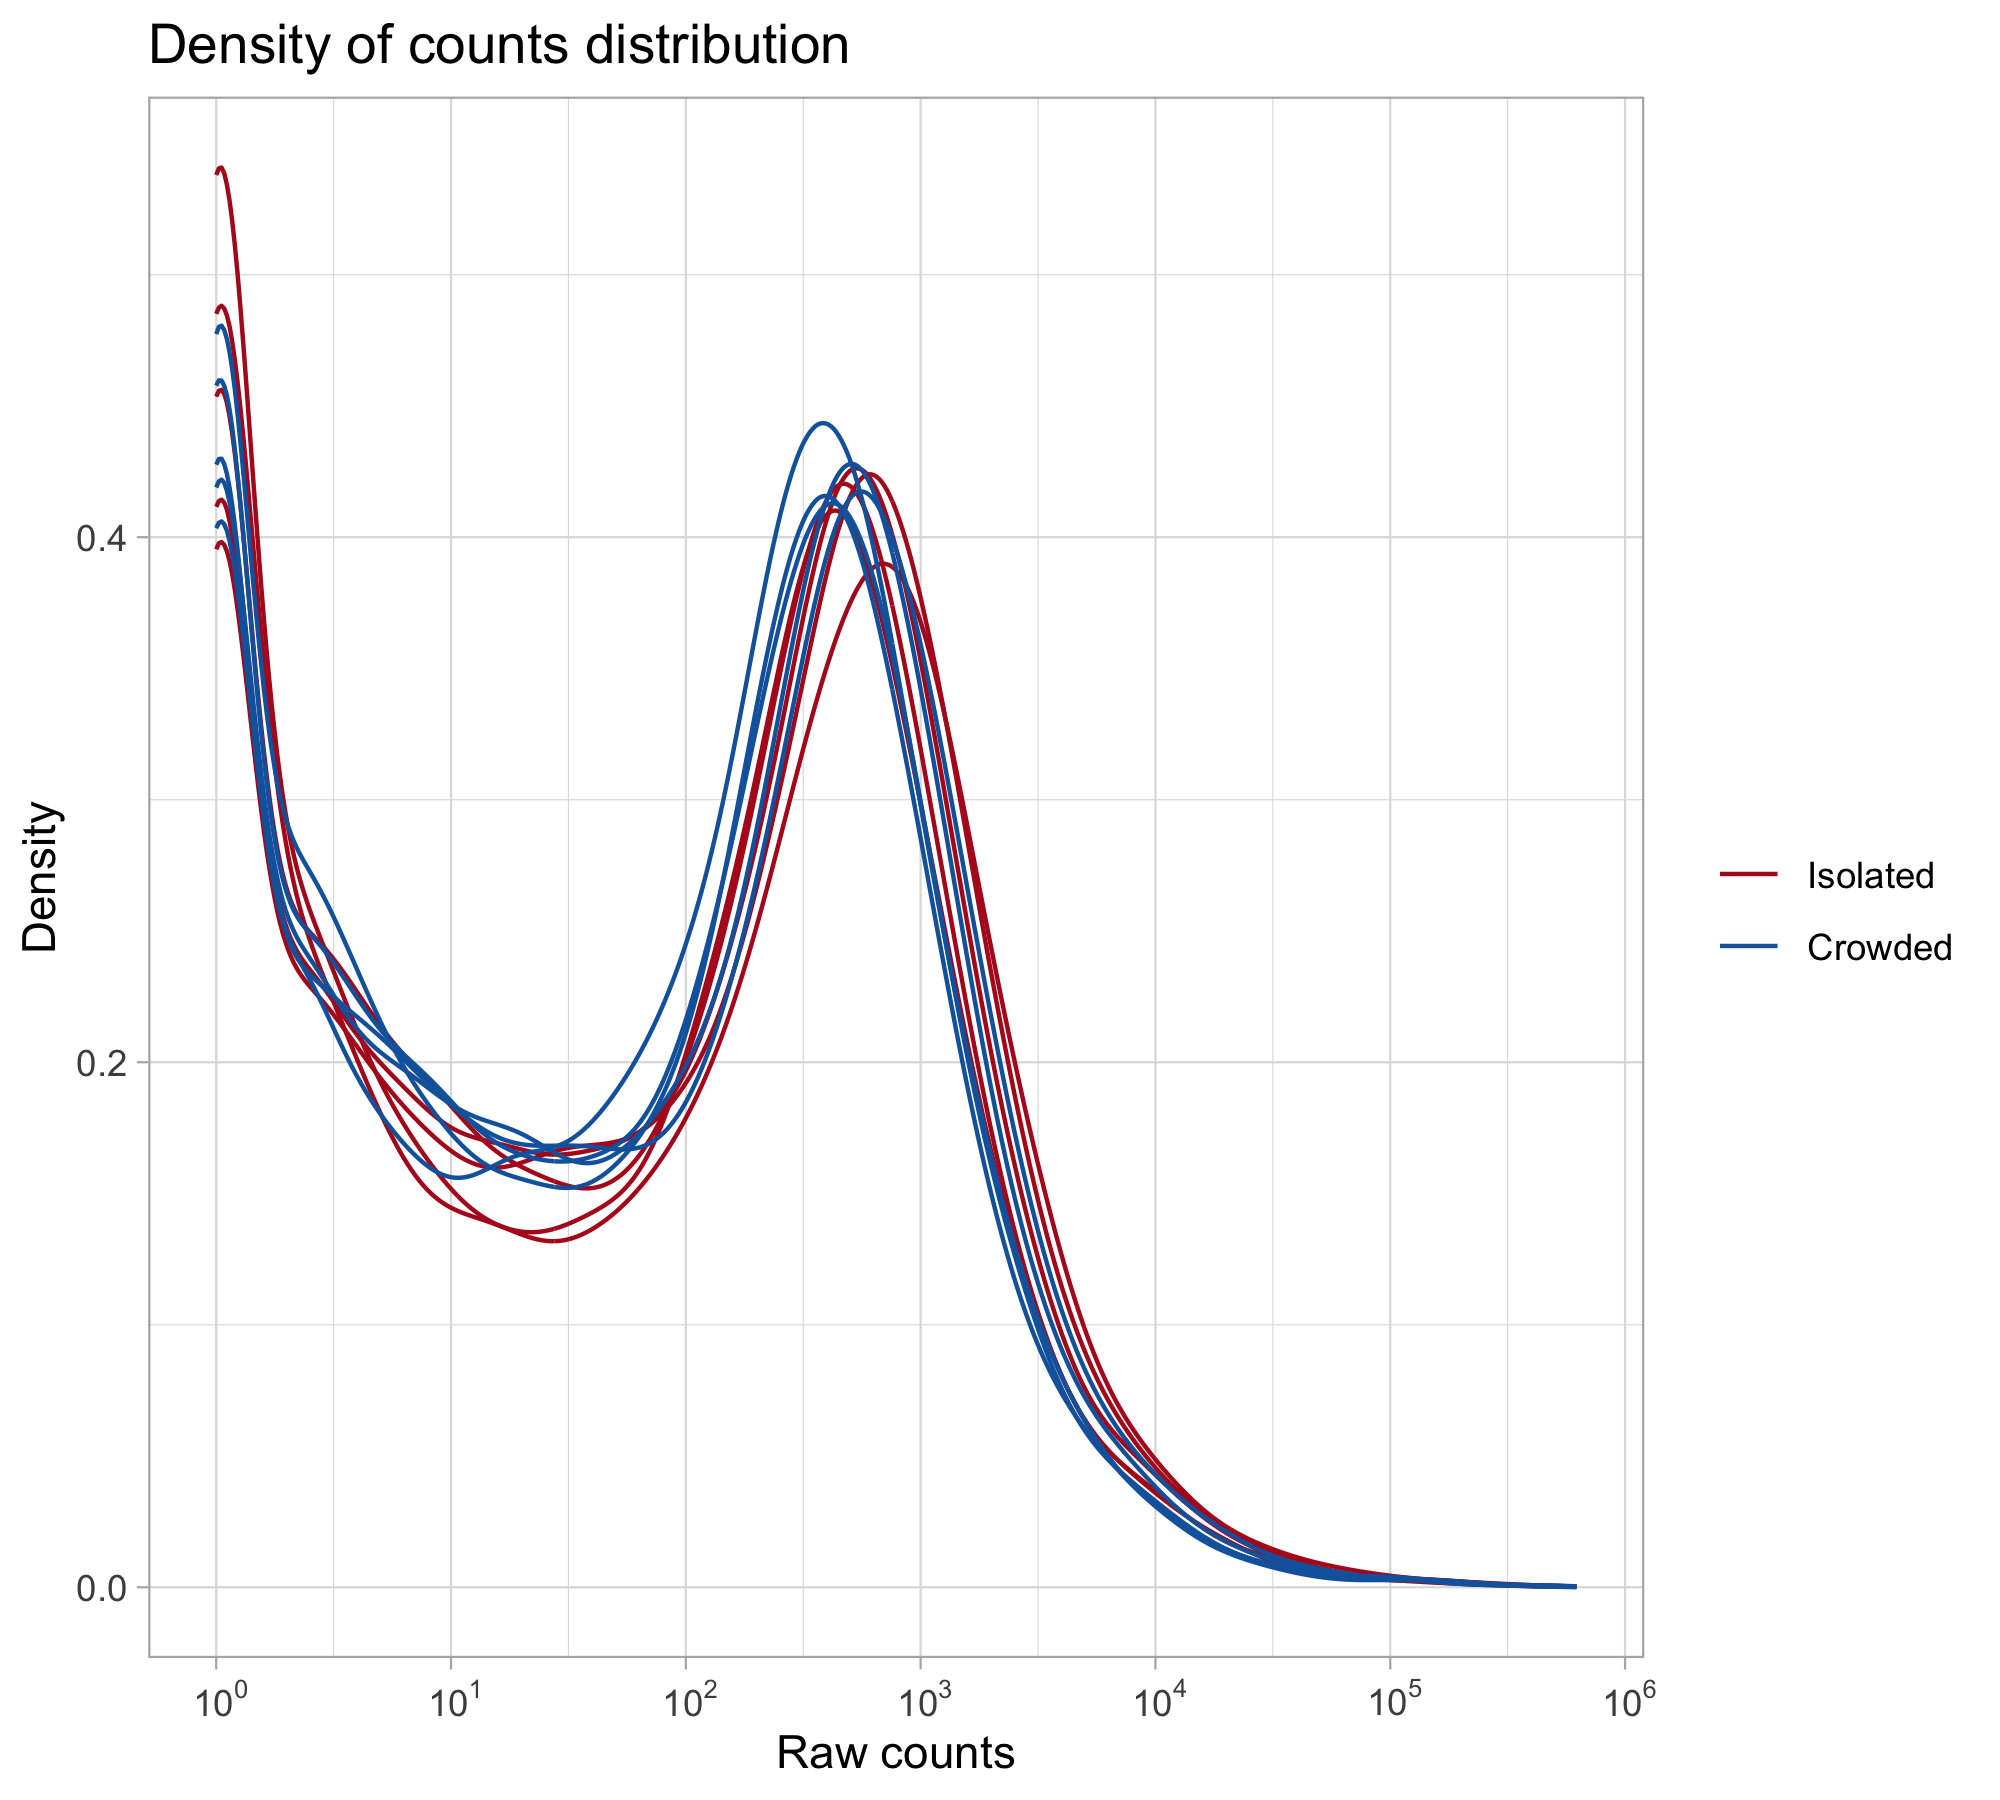 Density of counts distribution
Density
0.4
0.2
0.0
10⁰ 10¹ 10² 10³ 10⁴ 10⁵ 10⁶
Raw counts
Isolated
Crowded